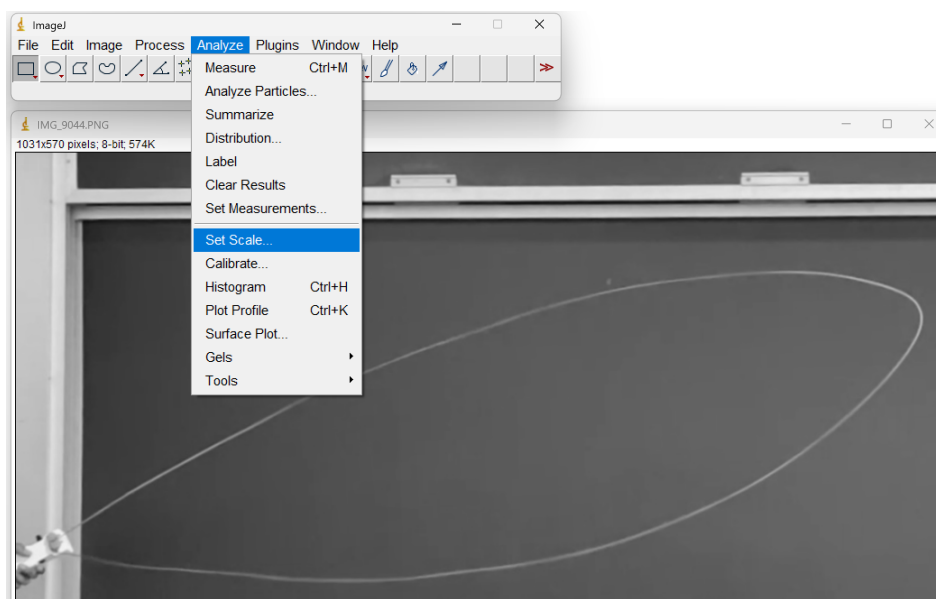 ImageJ
File Edit Image Process Analyze Plugins Window Help
Measure Ctrl+M
Analyze Particles...
Summarize
Distribution...
Label
Clear Results
Set Measurements...
Set Scale...
Calibrate...
Histogram Ctrl+H
Plot Profile Ctrl+K
Surface Plot...
Gels
Tools
IMG_9044.PNG
1031x570 pixels; 8-bit; 574K